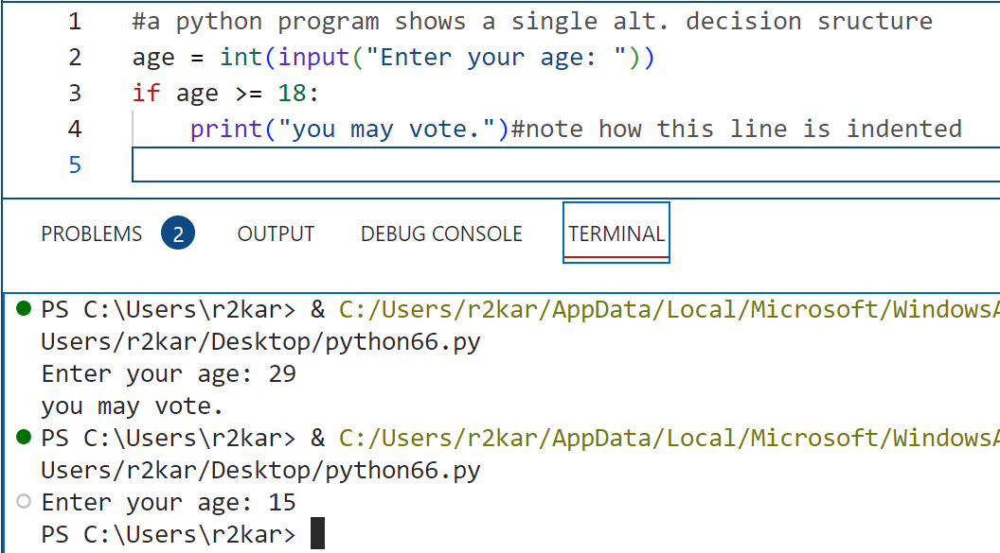 1 #a python program shows a single alt. decision sructure
2 age = int(input("Enter your age: "))
3 if age >= 18:
4     print("you may vote.")#note how this line is indented
5
PROBLEMS 2 OUTPUT DEBUG CONSOLE TERMINAL
PS C:\Users\r2kar> & C:/Users/r2kar/AppData/Local/Microsoft/WindowsA
Users/r2kar/Desktop/python66.py
Enter your age: 29
you may vote.
PS C:\Users\r2kar> & C:/Users/r2kar/AppData/Local/Microsoft/WindowsA
Users/r2kar/Desktop/python66.py
Enter your age: 15
PS C:\Users\r2kar>